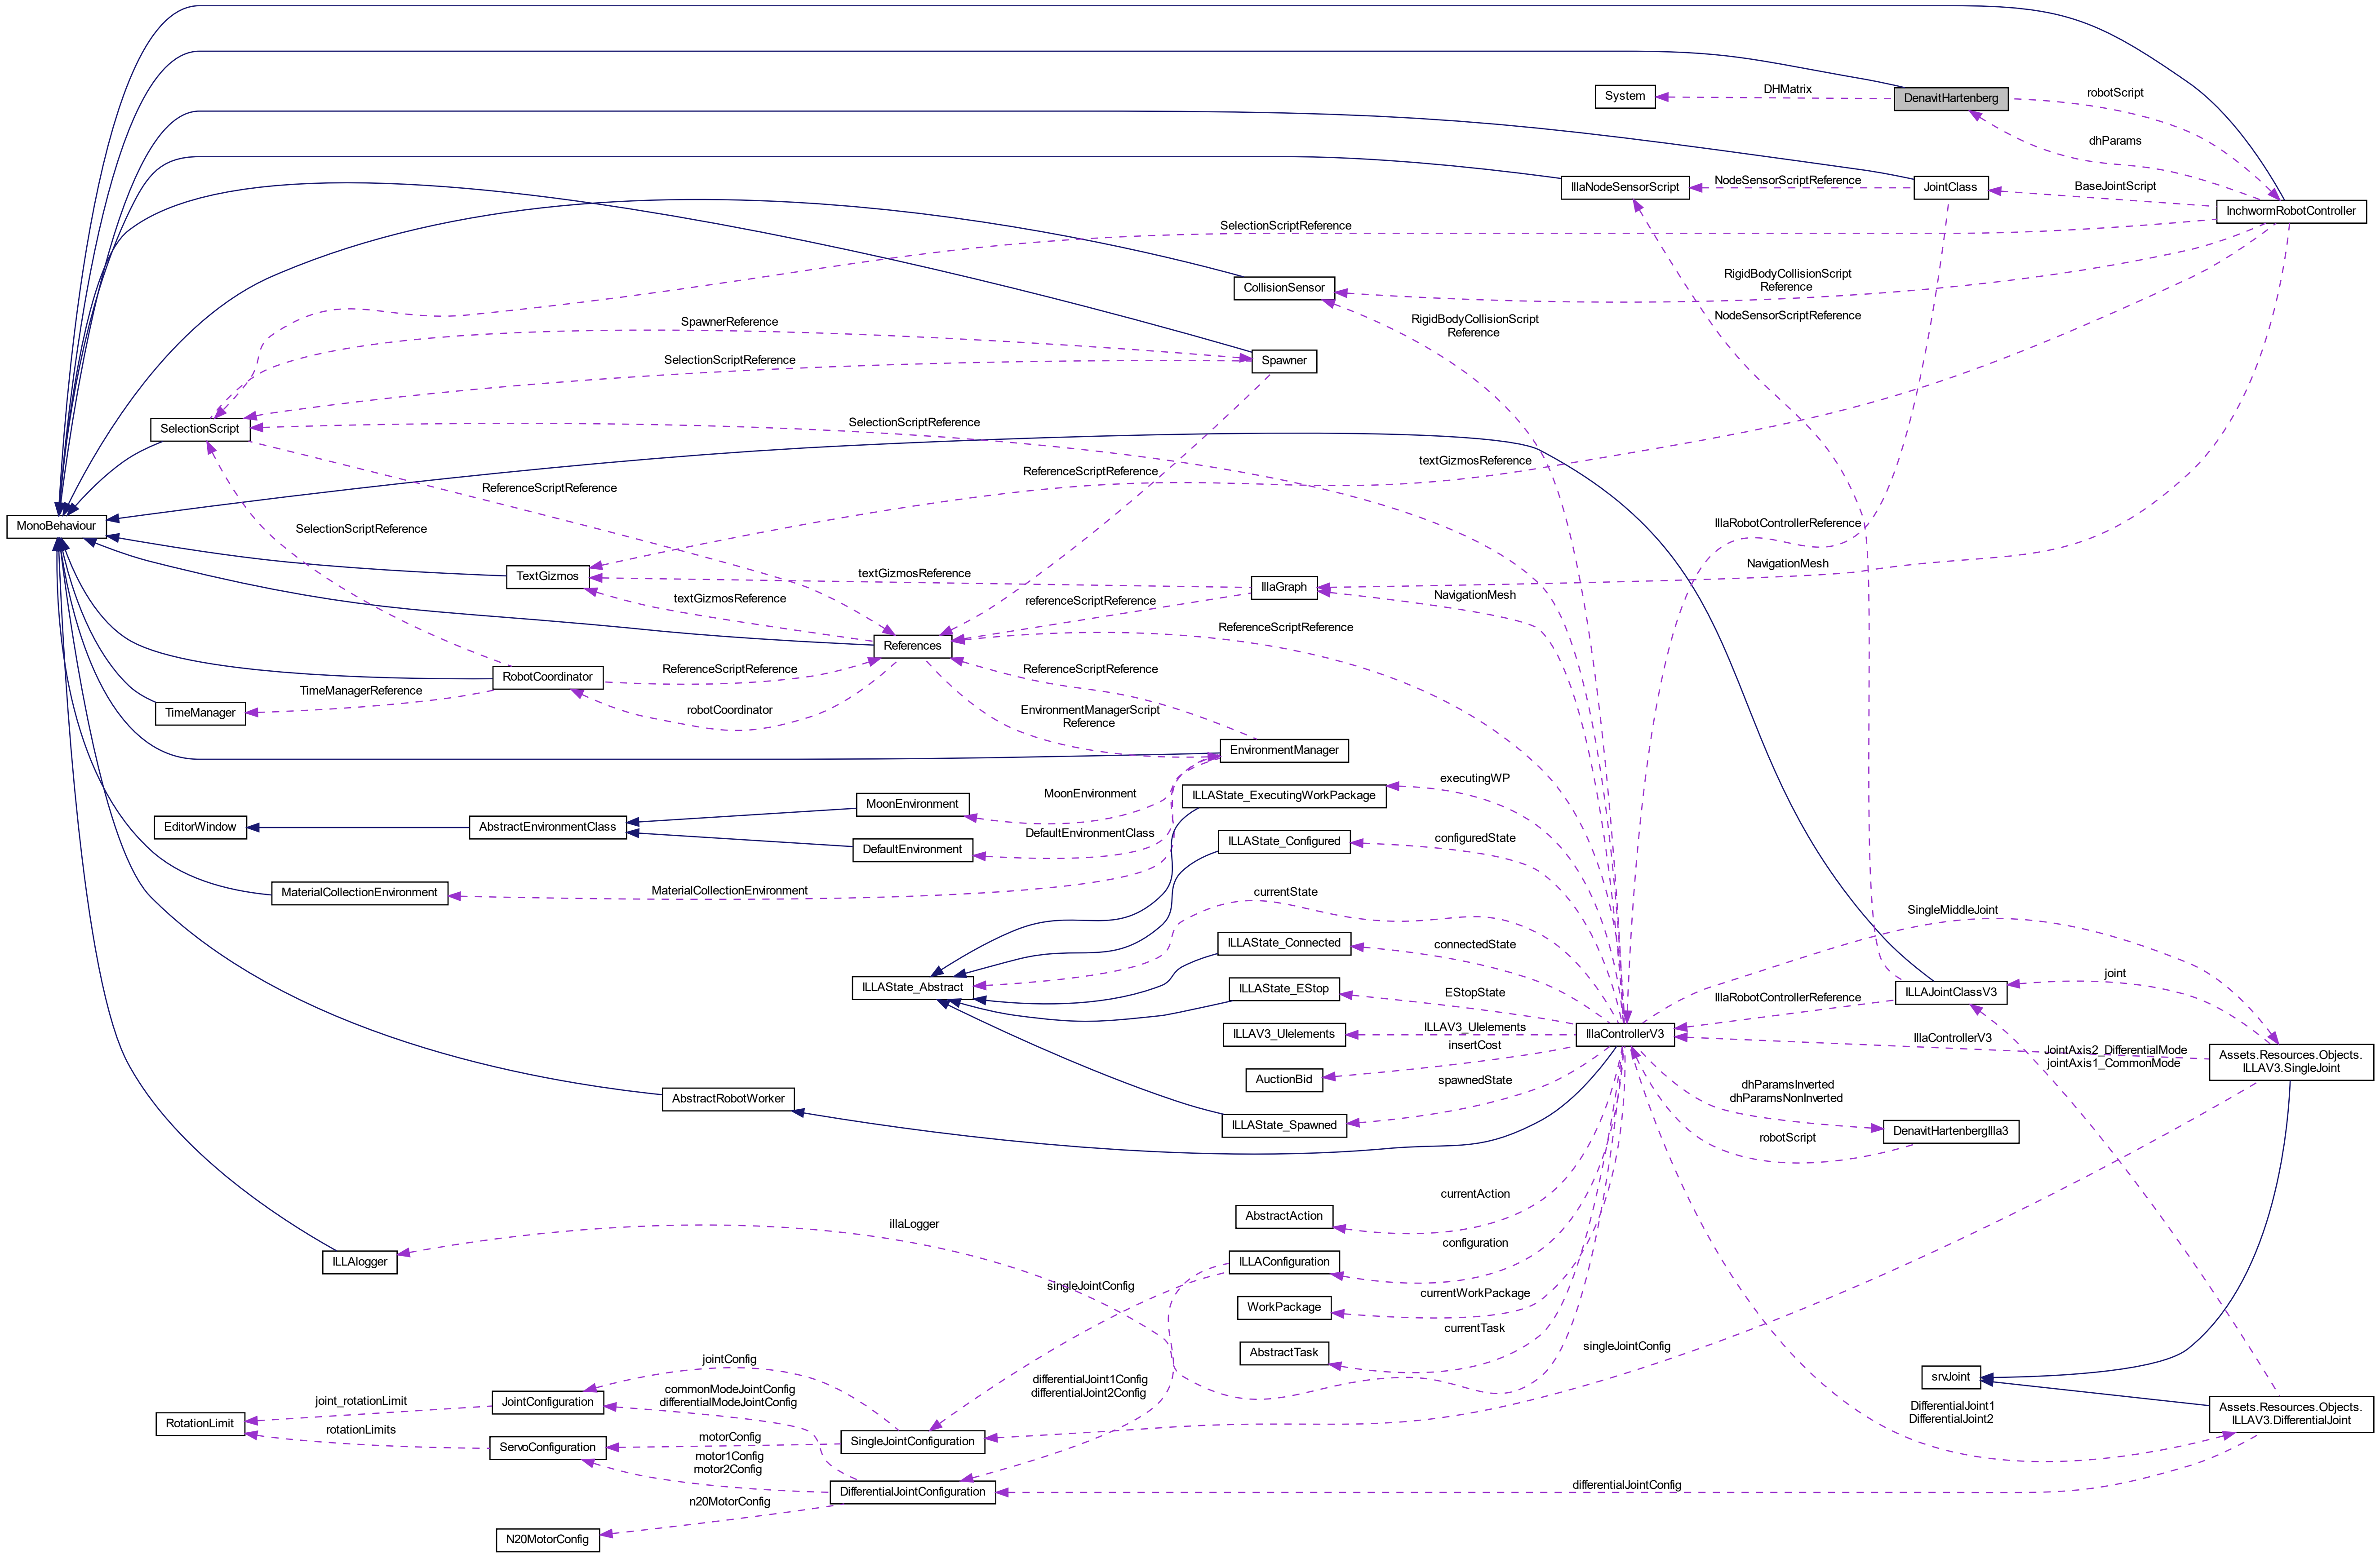 System
DHMatrix
DenavitHartenberg
robotScript
dhParams
IllaNodeSensorScript
NodeSensorScriptReference
JointClass
BaseJointScript
InchwormRobotController
SelectionScriptReference
CollisionSensor
RigidBodyCollisionScript
Reference
NodeSensorScriptReference
SpawnerReference
RigidBodyCollisionScript
Reference
SelectionScriptReference
Spawner
SelectionScript
SelectionScriptReference
ReferenceScriptReference
textGizmosReference
ReferenceScriptReference
MonoBehaviour
SelectionScriptReference
IllaRobotControllerReference
NavigationMesh
TextGizmos
textGizmosReference
IllaGraph
textGizmosReference
referenceScriptReference
NavigationMesh
References
ReferenceScriptReference
RobotCoordinator
ReferenceScriptReference
ReferenceScriptReference
TimeManagerReference
TimeManager
robotCoordinator
EnvironmentManagerScript
Reference
EnvironmentManager
executingWP
MoonEnvironment
MoonEnvironment
ILLAState_ExecutingWorkPackage
EditorWindow
AbstractEnvironmentClass
DefaultEnvironmentClass
DefaultEnvironment
ILLAState_Configured
configuredState
MaterialCollectionEnvironment
MaterialCollectionEnvironment
currentState
SingleMiddleJoint
ILLAState_Connected
connectedState
ILLAState_Abstract
ILLAState_EStop
EStopState
joint
ILLAJointClassV3
IllaRobotControllerReference
ILLAV3_UIelements
ILLAV3_UIelements
IllaControllerV3
IllaControllerV3
insertCost
JointAxis2_DifferentialMode
jointAxis1_CommonMode
Assets.Resources.Objects.
ILLAV3.SingleJoint
AuctionBid
spawnedState
dhParamsInverted
dhParamsNonInverted
AbstractRobotWorker
ILLAState_Spawned
robotScript
DenavitHartenbergIlla3
currentAction
AbstractAction
illaLogger
configuration
ILLAlogger
ILLAConfiguration
singleJointConfig
currentWorkPackage
WorkPackage
currentTask
AbstractTask
singleJointConfig
jointConfig
differentialJoint1Config
differentialJoint2Config
srvJoint
joint_rotationLimit
JointConfiguration
commonModeJointConfig
differentialModeJointConfig
DifferentialJoint1
DifferentialJoint2
Assets.Resources.Objects.
ILLAV3.DifferentialJoint
RotationLimit
rotationLimits
ServoConfiguration
motorConfig
SingleJointConfiguration
motor1Config
motor2Config
DifferentialJointConfiguration
differentialJointConfig
n20MotorConfig
N20MotorConfig